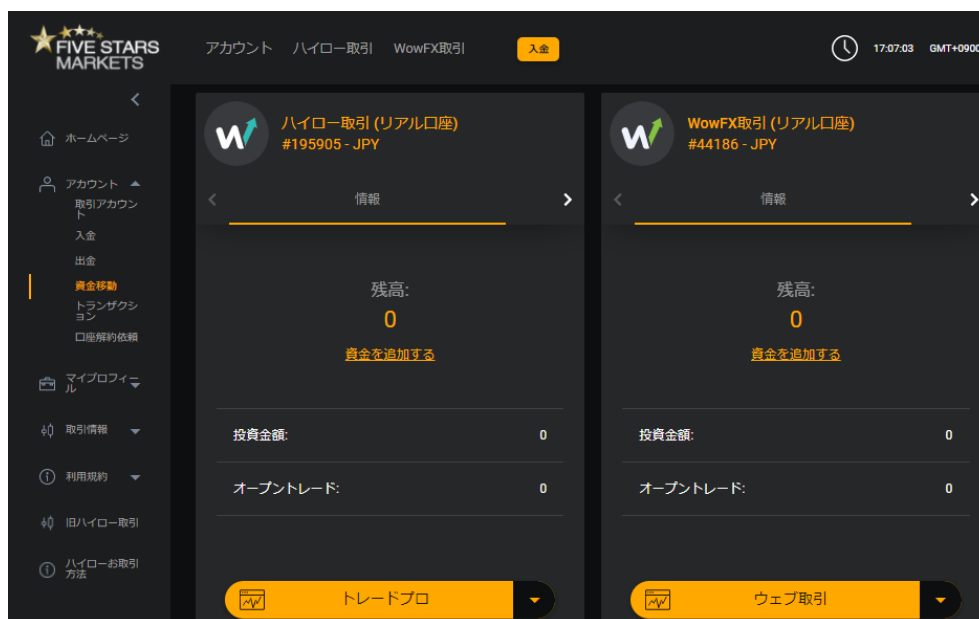 FIVE STARS
MARKETS
アカウント ハイロー取引 WowFX取引 入金 17:07:03 GMT+0900
ホームページ
アカウント
取引アカウン
ト
入金
出金
資金移動
トランザクシ
ョン
口座解約依頼
マイプロフィー
ル
取引情報
利用規約
旧ハイロー取引
ハイローお取引
方法
ハイロー取引 (リアル口座)
#195905 - JPY
情報
残高:
0
資金を追加する
投資金額: 0
オープントレード: 0
トレードプロ
WowFX取引 (リアル口座)
#44186 - JPY
情報
残高:
0
資金を追加する
投資金額: 0
オープントレード: 0
ウェブ取引